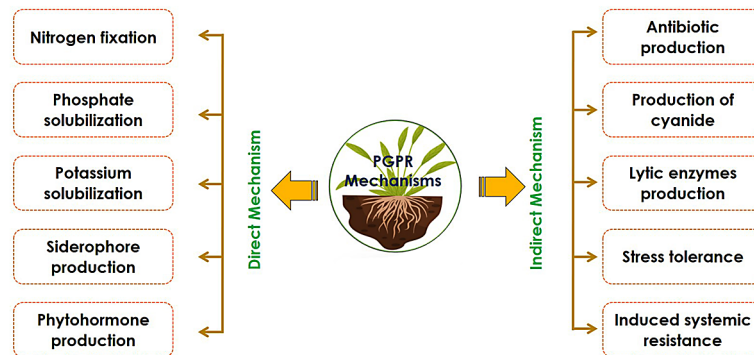 Nitrogen fixation
Phosphate
solubilization
Potassium
solubilization
Siderophore
production
Phytohormone
production
Direct Mechanism
PGPR
Mechanisms
Indirect Mechanism
Antibiotic
production
Production of
cyanide
Lytic enzymes
production
Stress tolerance
Induced systemic
resistance